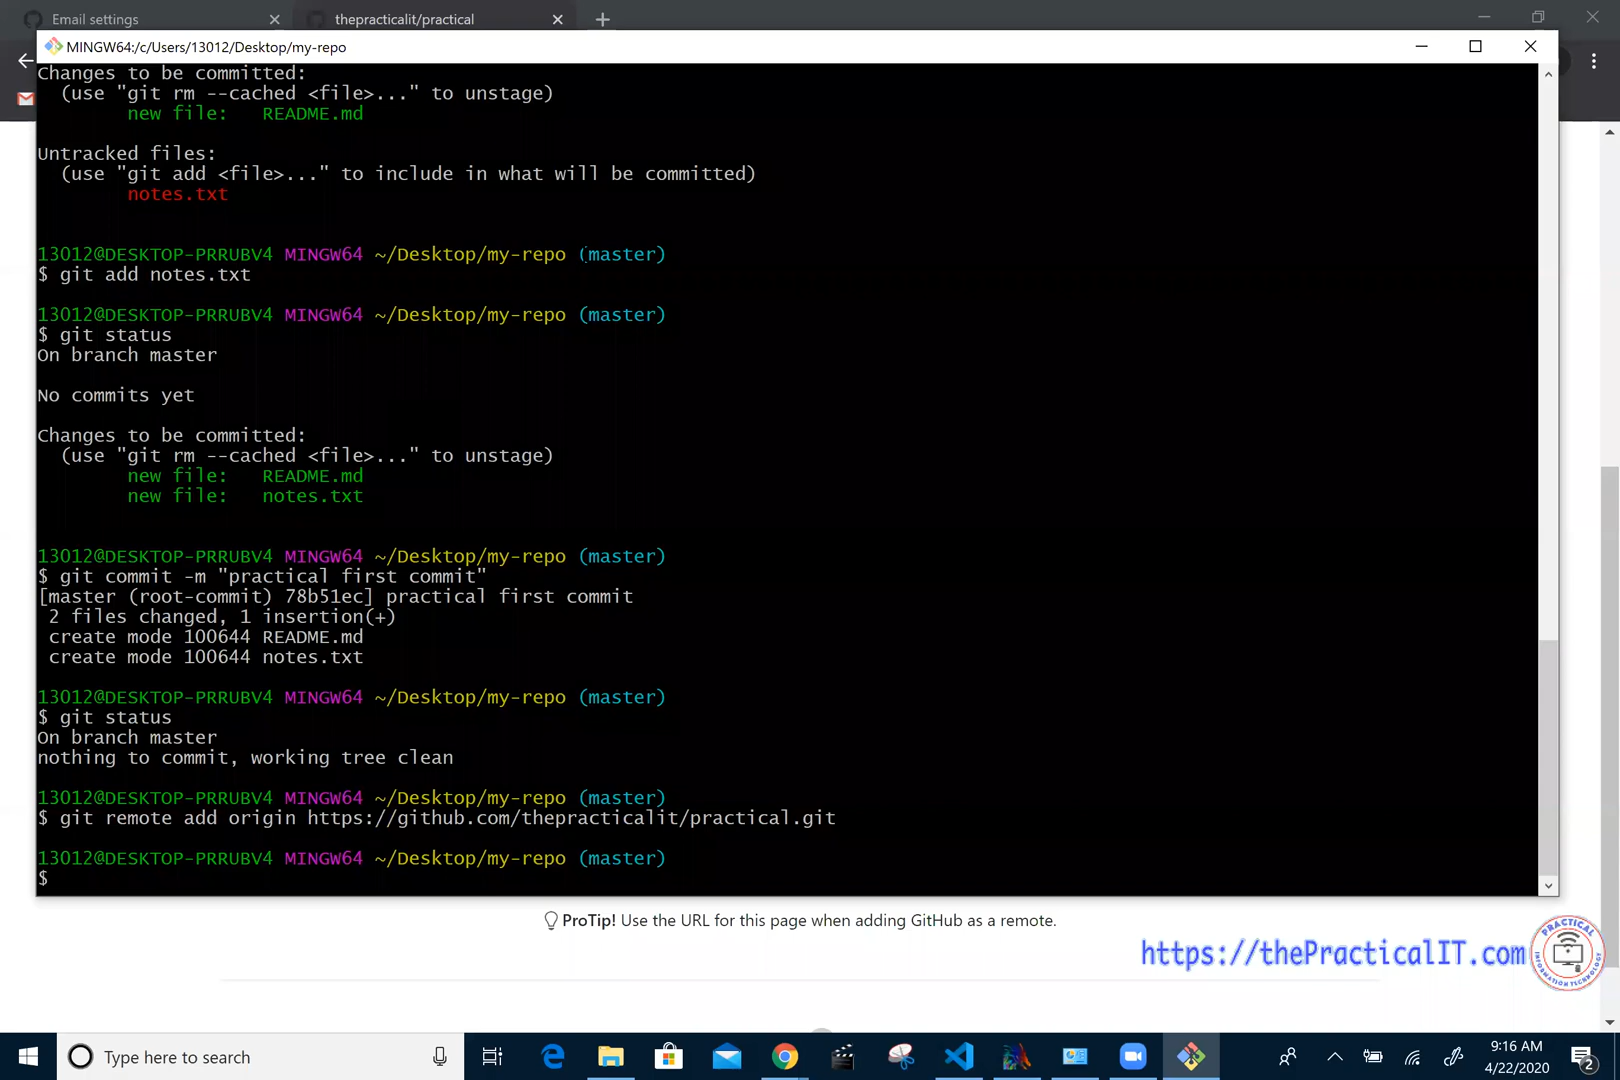 Email settings
thepracticalit/practical
MINGW64:/c/Users/13012/Desktop/my-repo
Changes to be committed:
(use "git rm --cached <file>..." to unstage)
new file: README.md
Untracked files:
(use "git add <file>..." to include in what will be committed)
notes.txt
13012@DESKTOP-PRRUBV4 MINGW64 ~/Desktop/my-repo (master)
$ git add notes.txt
13012@DESKTOP-PRRUBV4 MINGW64 ~/Desktop/my-repo (master)
$ git status
On branch master
No commits yet
Changes to be committed:
(use "git rm --cached <file>..." to unstage)
new file: README.md
new file: notes.txt
13012@DESKTOP-PRRUBV4 MINGW64 ~/Desktop/my-repo (master)
$ git commit -m "practical first commit"
[master (root-commit) 78b51ec] practical first commit
2 files changed, 1 insertion(+)
create mode 100644 README.md
create mode 100644 notes.txt
13012@DESKTOP-PRRUBV4 MINGW64 ~/Desktop/my-repo (master)
$ git status
On branch master
nothing to commit, working tree clean
13012@DESKTOP-PRRUBV4 MINGW64 ~/Desktop/my-repo (master)
$ git remote add origin https://github.com/thepracticalit/practical.git
13012@DESKTOP-PRRUBV4 MINGW64 ~/Desktop/my-repo (master)
$
ProTip! Use the URL for this page when adding GitHub as a remote.
https://thePracticalIT.com
PRACTICAL
INFORMATION TECHNOLOGY
Type here to search
9:16 AM
4/22/2020
2